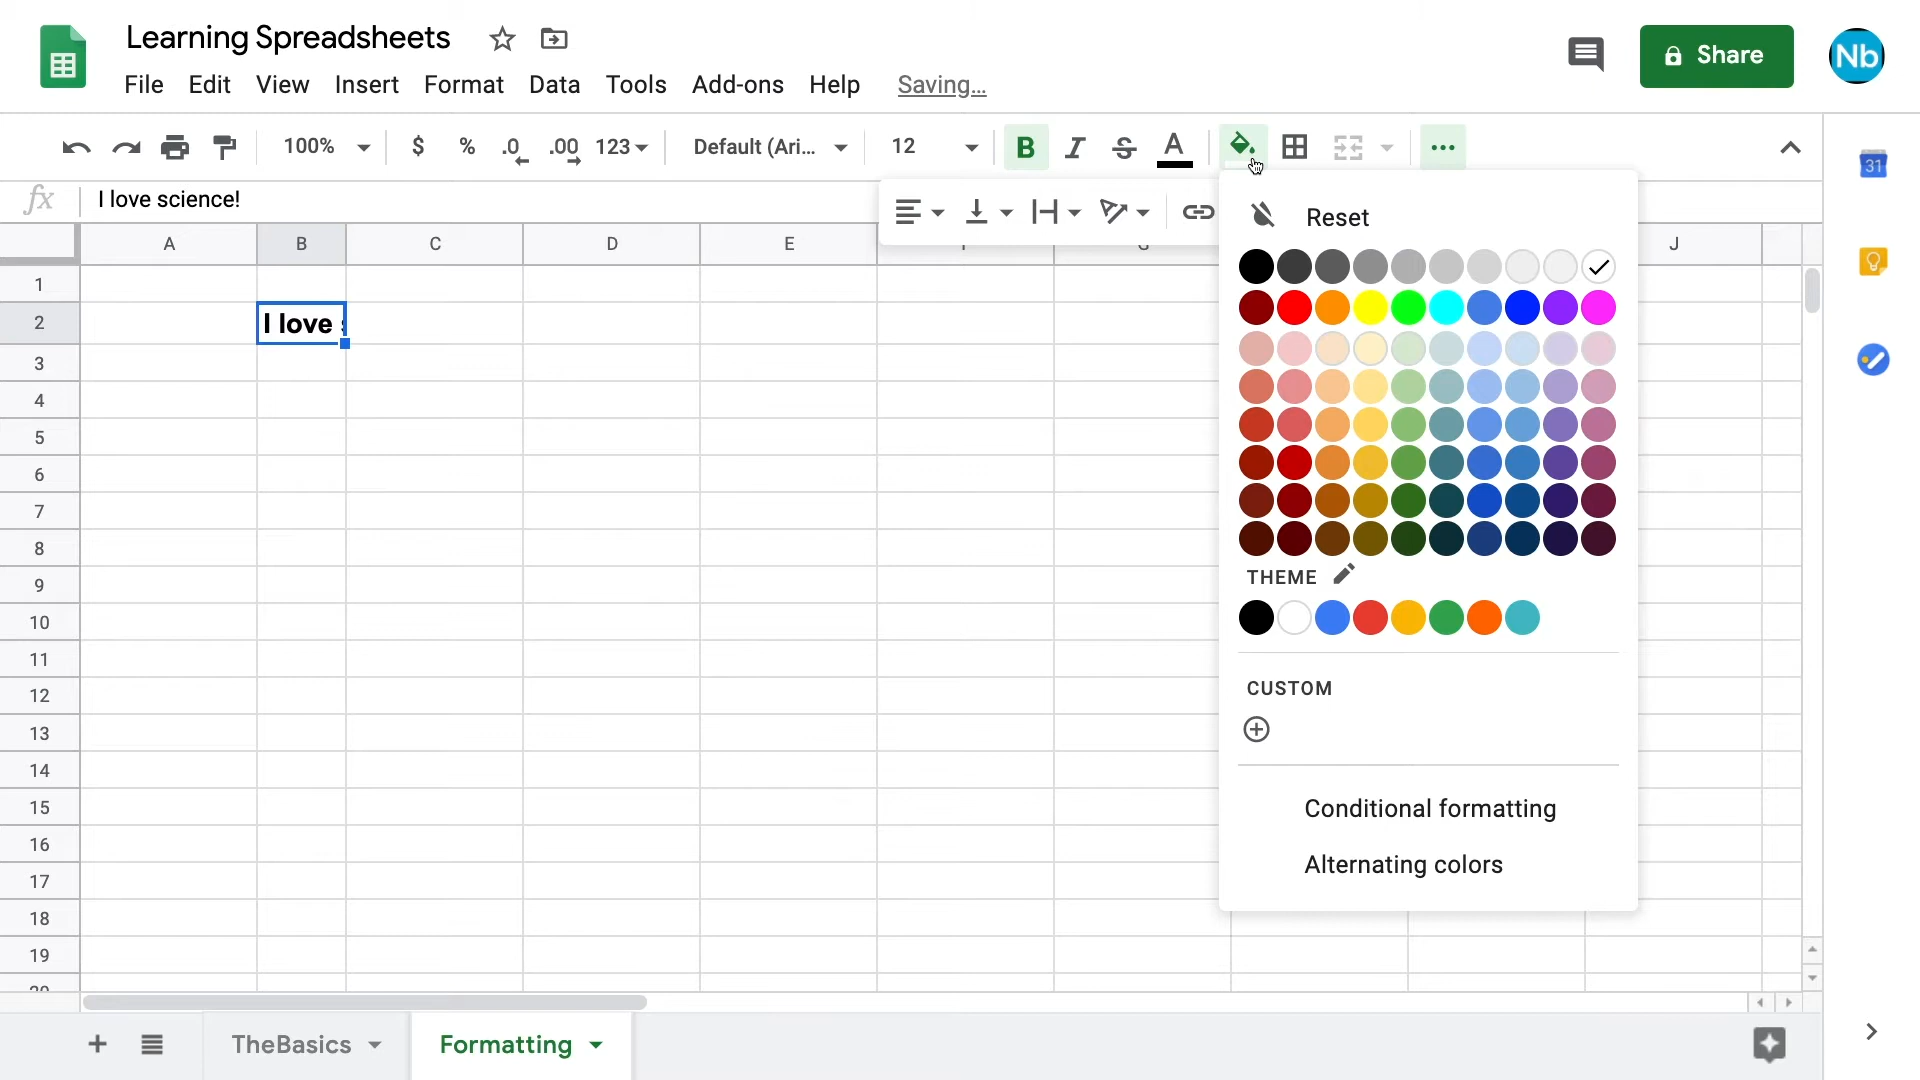 Learning Spreadsheets
File Edit View Insert Format Data Tools Add-ons Help Saving...
Share
Nb
100% $ % .0 .00 123 Default (Ari... 12 B I S A
31
fx I love science!
Reset
A B C D E J
1
2 I love
3
4
5
6
7
8
9
10
11
12
13
14
15
16
17
18
19
THEME
CUSTOM
Conditional formatting
Alternating colors
TheBasics Formatting